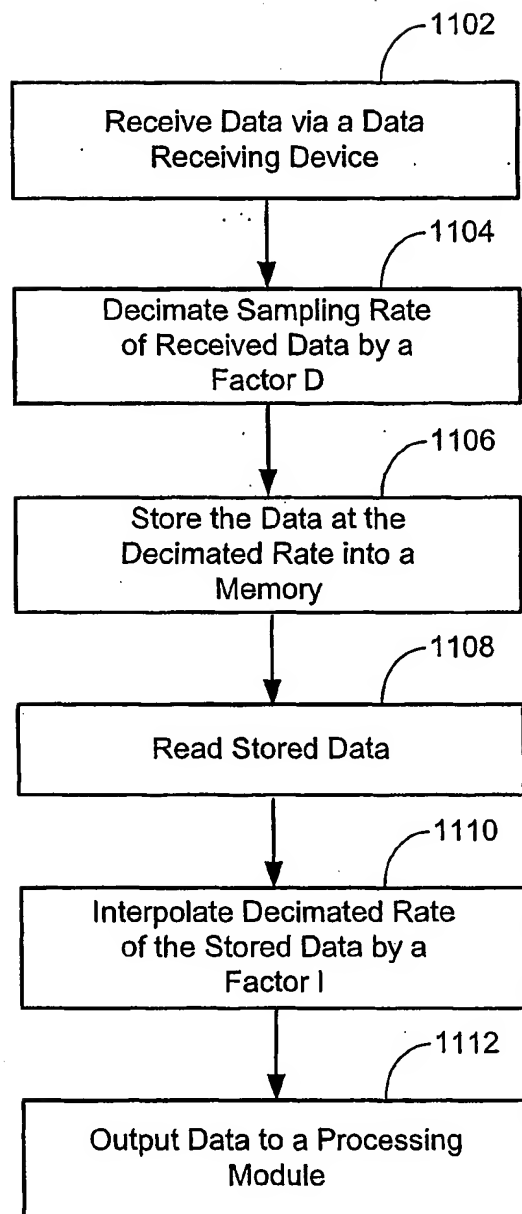 1102
Receive Data via a Data
Receiving Device
1104
Decimate Sampling Rate
of Received Data by a
Factor D
1106
Store the Data at the
Decimated Rate into a
Memory
1108
Read Stored Data
1110
Interpolate Decimated Rate
of the Stored Data by a
Factor I
1112
Output Data to a Processing
Module